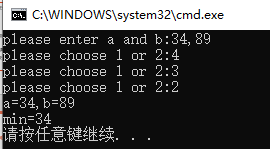 C:\WINDOWS\system32\cmd.exe
please enter a and b:34,89
please choose 1 or 2:4
please choose 1 or 2:3
please choose 1 or 2:2
a=34,b=89
min=34
请按任意键继续. . .